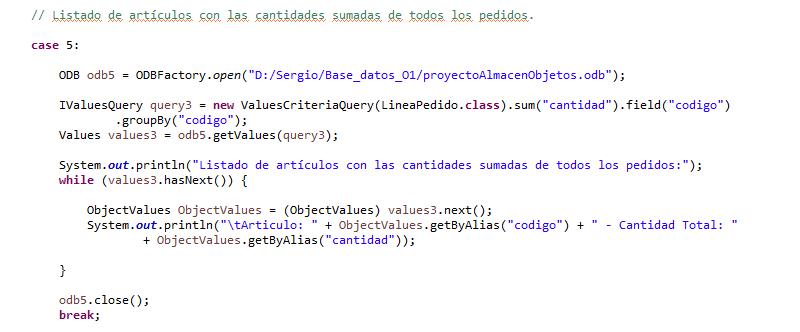 // Listado de artículos con las cantidades sumadas de todos los pedidos.
case 5:
ODB odb5 = ODBFactory.open("D:/Sergio/Base_datos_01/proyectoAlmacenObjetos.odb");
IValuesQuery query3 = new ValuesCriteriaQuery(LineaPedido.class).sum("cantidad").field("codigo")
.groupBy("codigo");
Values values3 = odb5.getValues(query3);
System.out.println("Listado de artículos con las cantidades sumadas de todos los pedidos:");
while (values3.hasNext()) {
ObjectValues ObjectValues = (ObjectValues) values3.next();
System.out.println("\tArticulo: " + ObjectValues.getByAlias("codigo") + " - Cantidad Total: "
+ ObjectValues.getByAlias("cantidad"));
}
odb5.close();
break;